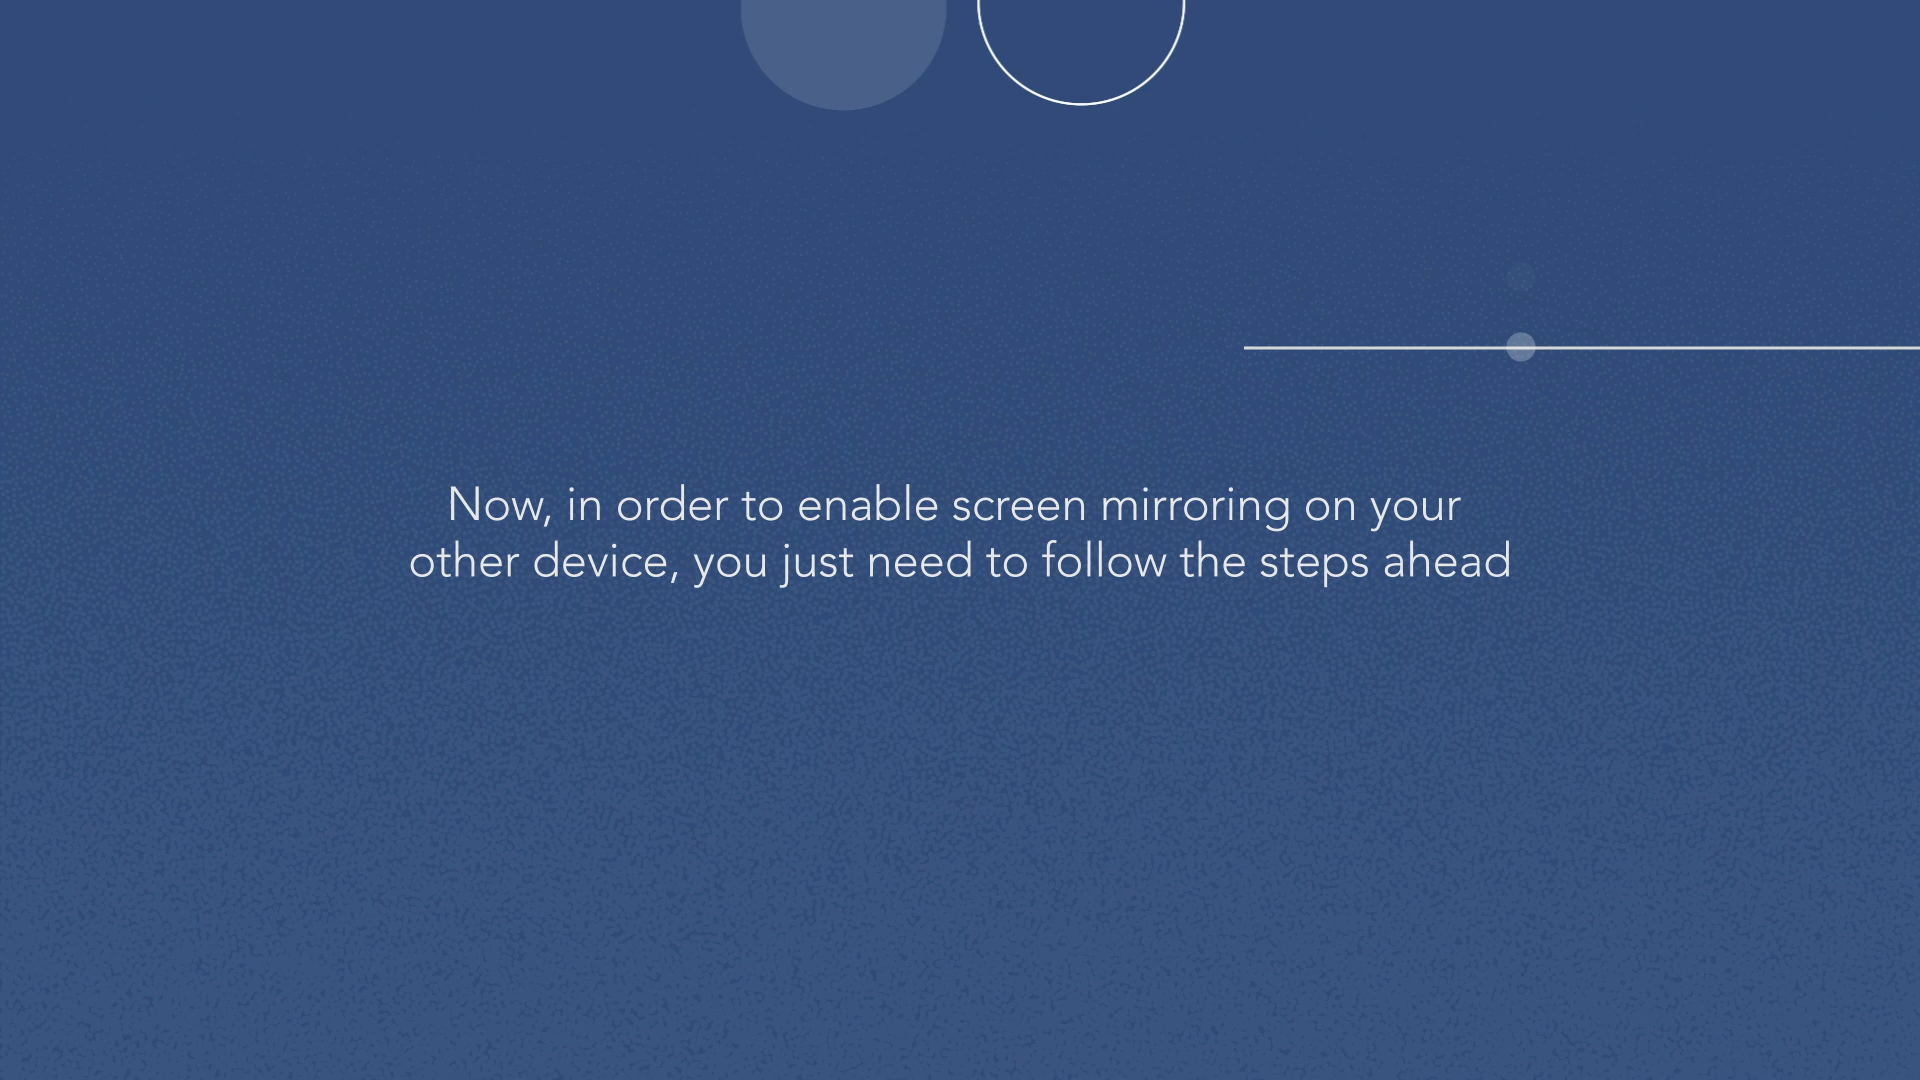 Now, in order to enable screen mirroring on your
other device, you just need to follow the steps ahead